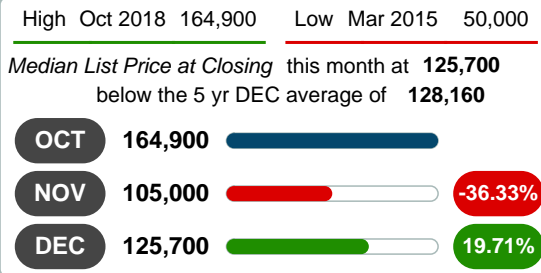 High Oct 2018 164,900 Low Mar 2015 50,000
Median List Price at Closing this month at 125,700
below the 5 yr DEC average of 128,160
OCT 164,900
NOV 105,000 -36.33%
DEC 125,700 19.71%